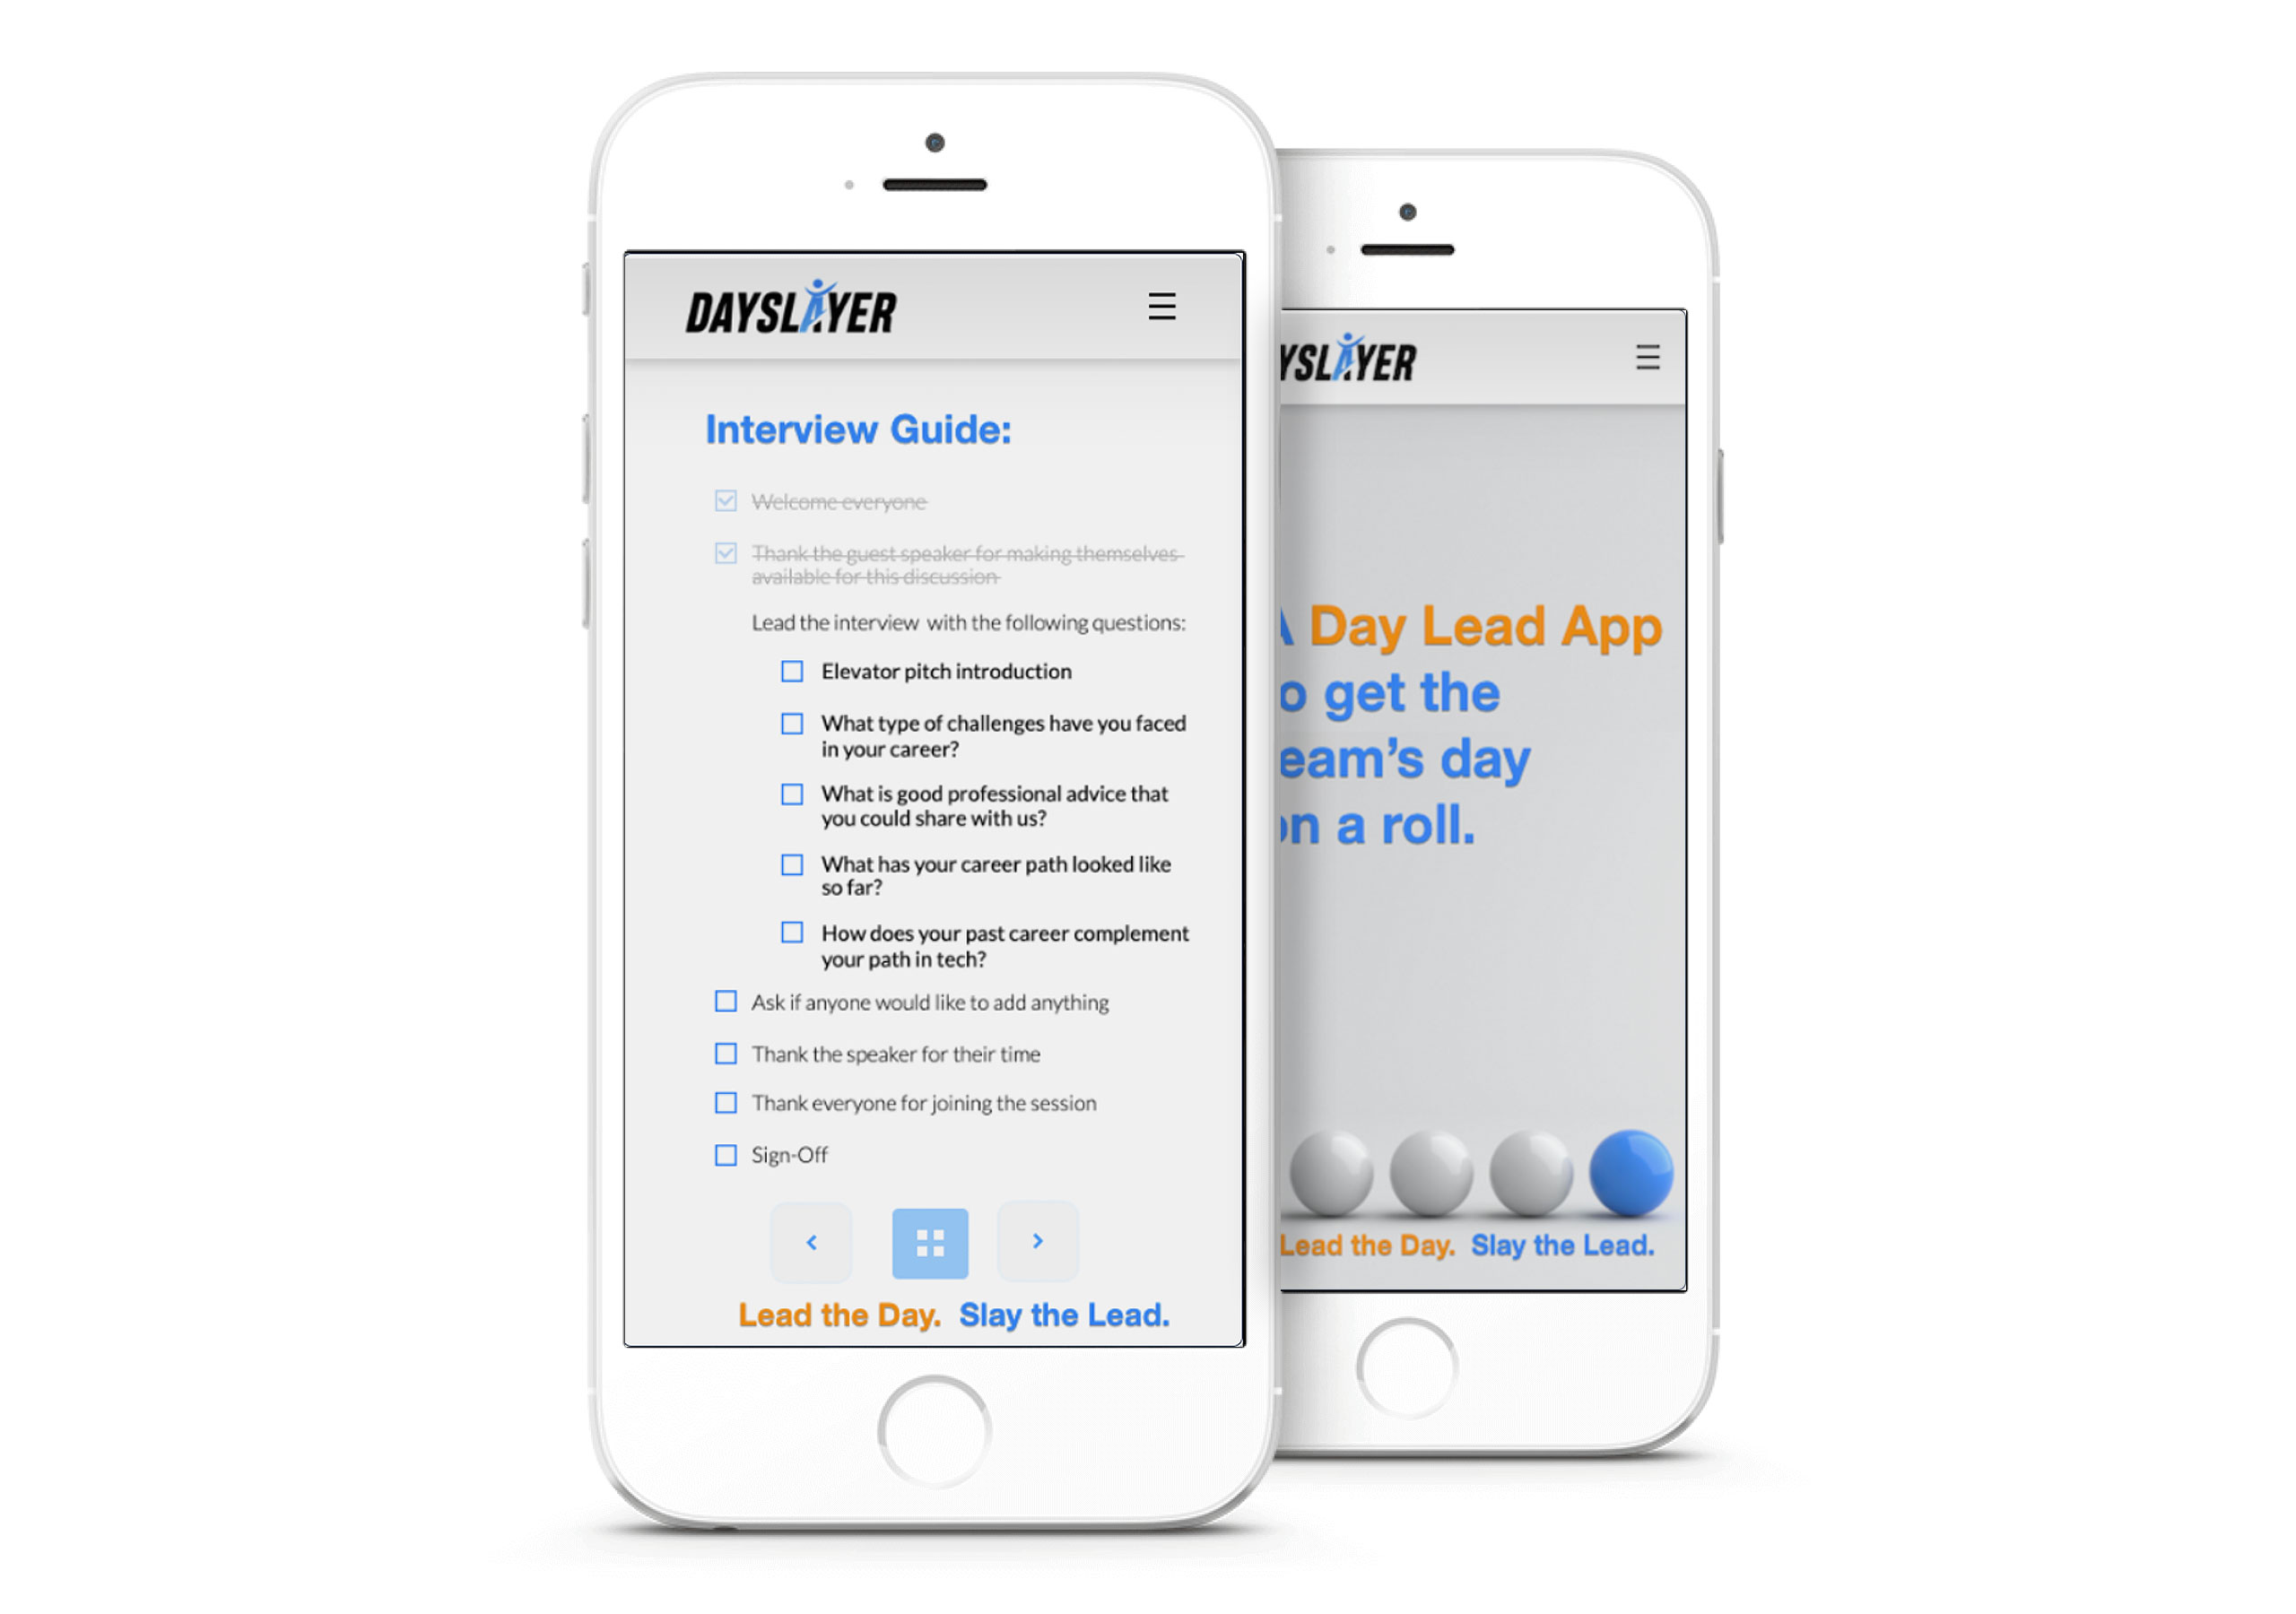 DAYSLAYER
Interview Guide:
Welcome everyone
Thank the guest speaker for making themselves
available for this discussion
Lead the interview with the following questions:
Elevator pitch introduction
What type of challenges have you faced
in your career?
What is good professional advice that
you could share with us?
What has your career path looked like
so far?
How does your past career complement
your path in tech?
Ask if anyone would like to add anything
Thank the speaker for their time
Thank everyone for joining the session
Sign-Off
Lead the Day. Slay the Lead.
YSLAYER
A Day Lead App
o get the
eam’s day
on a roll.
Lead the Day. Slay the Lead.